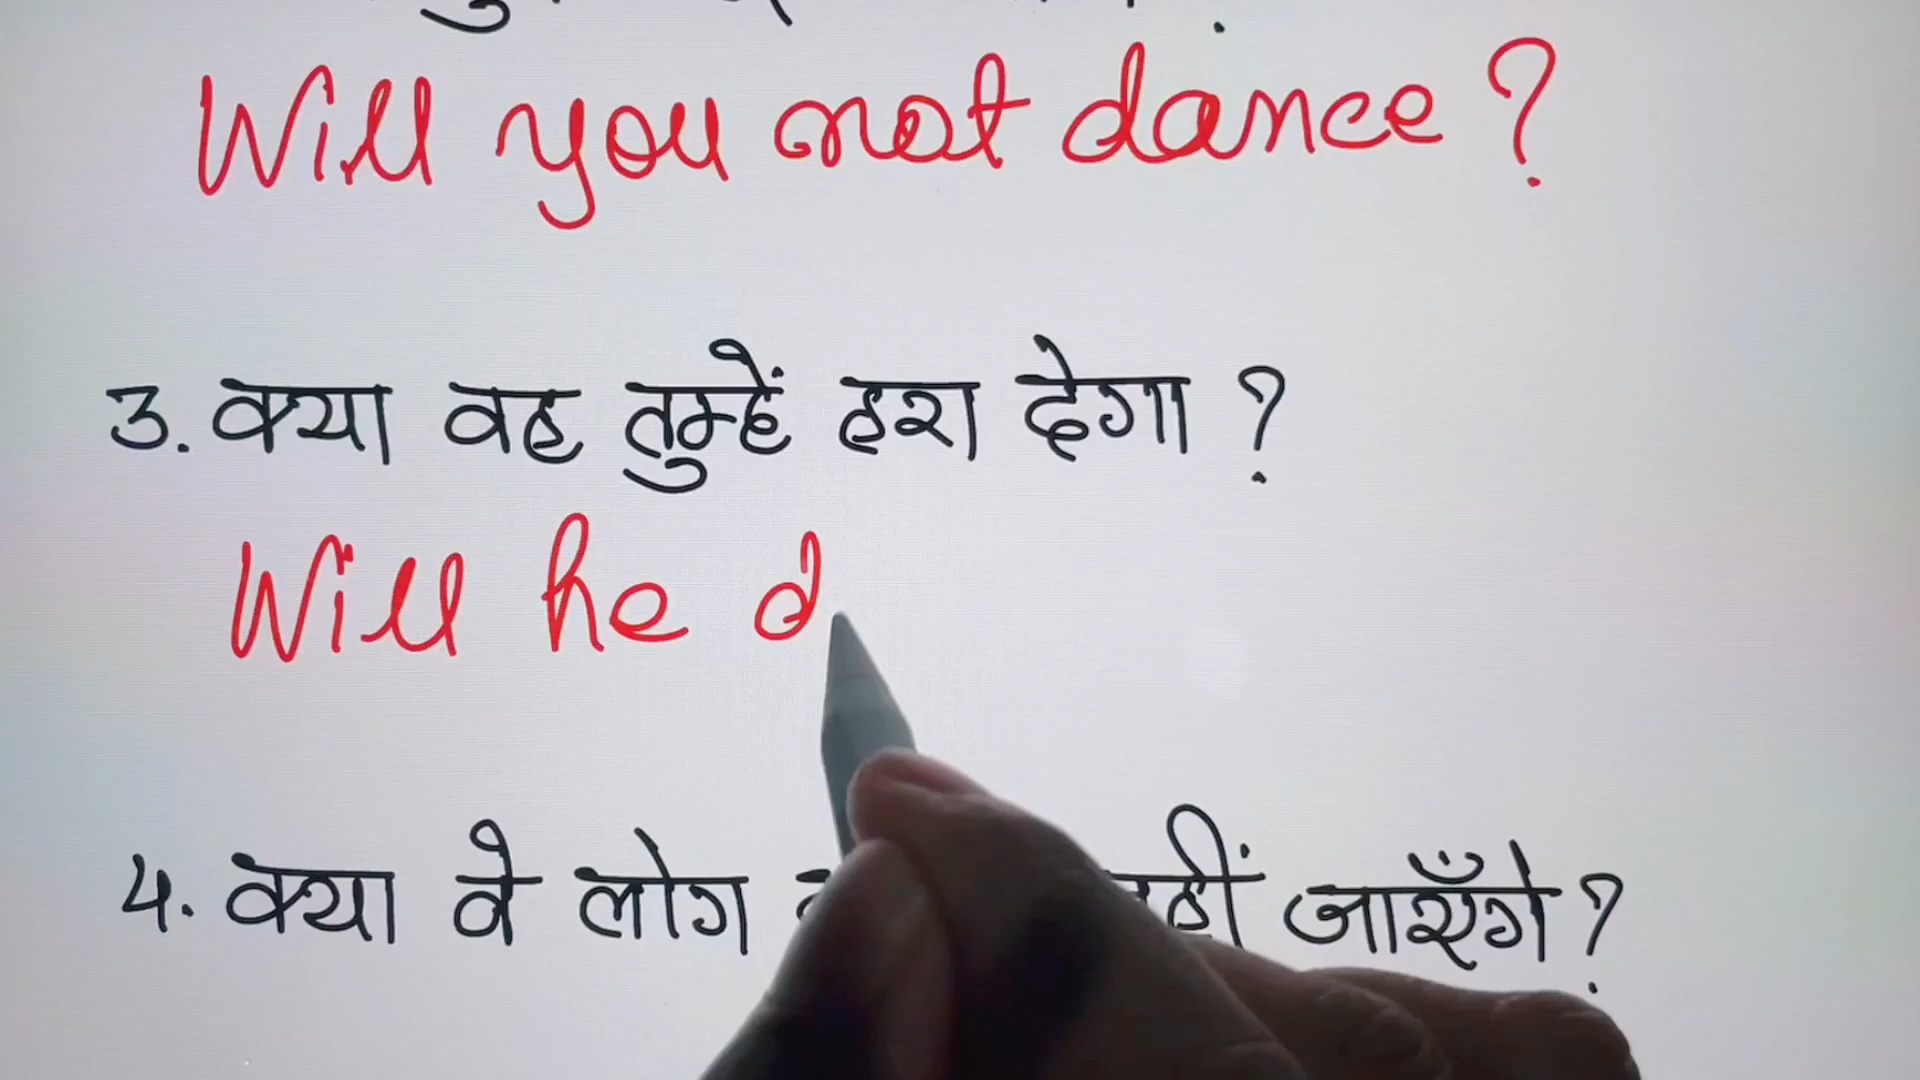 Will you not dance ?
3. क्या वह तुम्हें हरा देगा ?
Will he d
4. क्या वे लोग जाएँगे ?